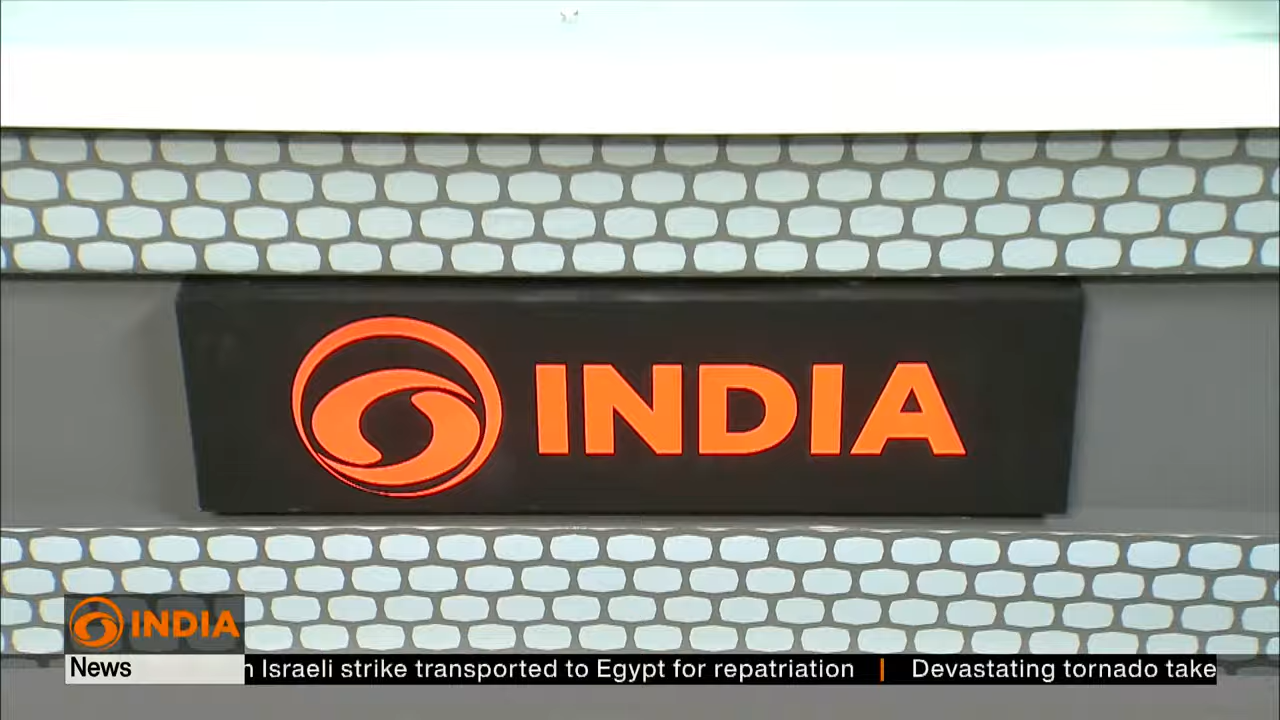 INDIA
INDIA
News
Israeli strike transported to Egypt for repatriation | Devastating tornado take